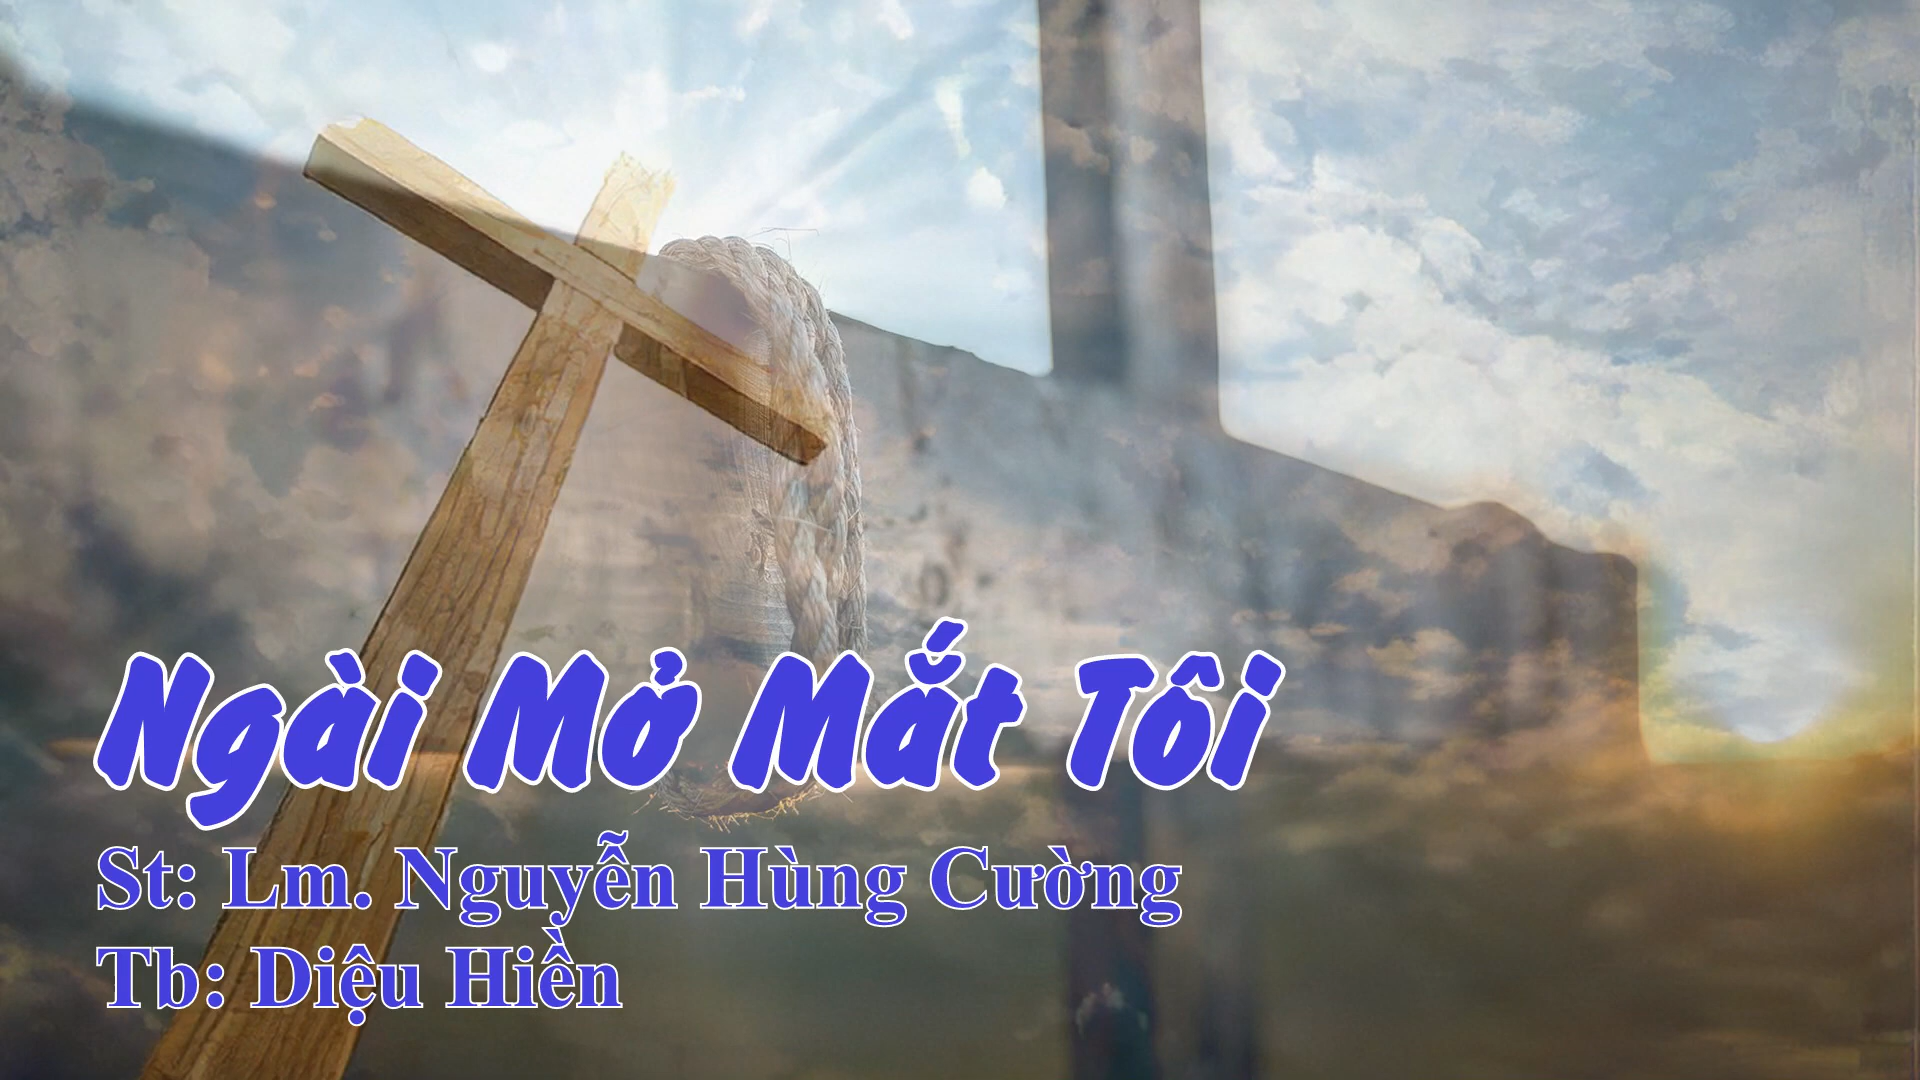 Ngài Mở Mắt Tôi
St: Lm. Nguyễn Hùng Cường
Tb: Diệu Hiền